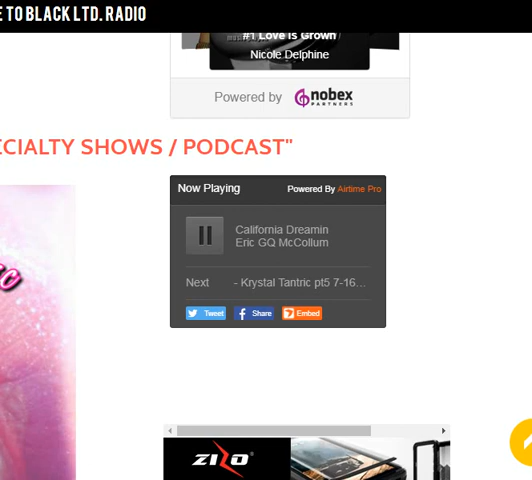 E TO BLACK LTD. RADIO
#1 Love Is Grown
Nicole Delphine
Powered by nobex
PARTNERS
ECIALTY SHOWS / PODCAST"
Now Playing
Powered By Airtime Pro
California Dreamin
Eric GQ McCollum
Next - Krystal Tantric pt5 7-16...
Tweet
Share
Embed
ZIZO